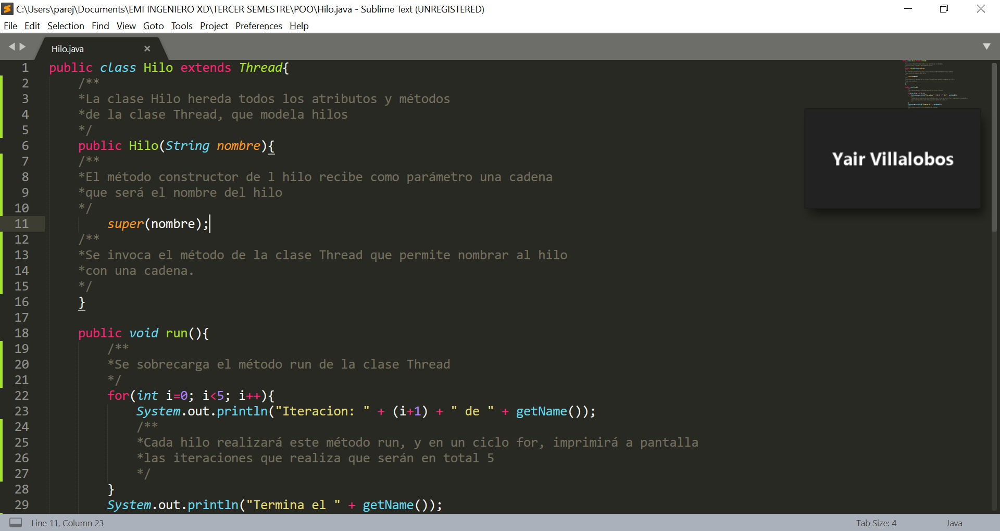 C:\Users\parej\Documents\EMI INGENIERO XD\TERCER SEMESTRE\POO\Hilo.java - Sublime Text (UNREGISTERED)
File Edit Selection Find View Goto Tools Project Preferences Help
Hilo.java
1 public class Hilo extends Thread{
2 /**
3 *La clase Hilo hereda todos los atributos y métodos
4 *de la clase Thread, que modela hilos
5 */
6 public Hilo(String nombre){
7 /**
8 *El método constructor de l hilo recibe como parámetro una cadena
9 *que será el nombre del hilo
10 */
11 super(nombre);
12 /**
13 *Se invoca el método de la clase Thread que permite nombrar al hilo
14 *con una cadena.
15 */
16 }
17
18 public void run(){
19 /**
20 *Se sobrecarga el método run de la clase Thread
21 */
22 for(int i=0; i<5; i++){
23 System.out.println("Iteracion: " + (i+1) + " de " + getName());
24 /**
25 *Cada hilo realizará este método run, y en un ciclo for, imprimirá a pantalla
26 *las iteraciones que realiza que serán en total 5
27 */
28 }
29 System.out.println("Termina el " + getName());
Yair Villalobos
Line 11, Column 23
Tab Size: 4
Java